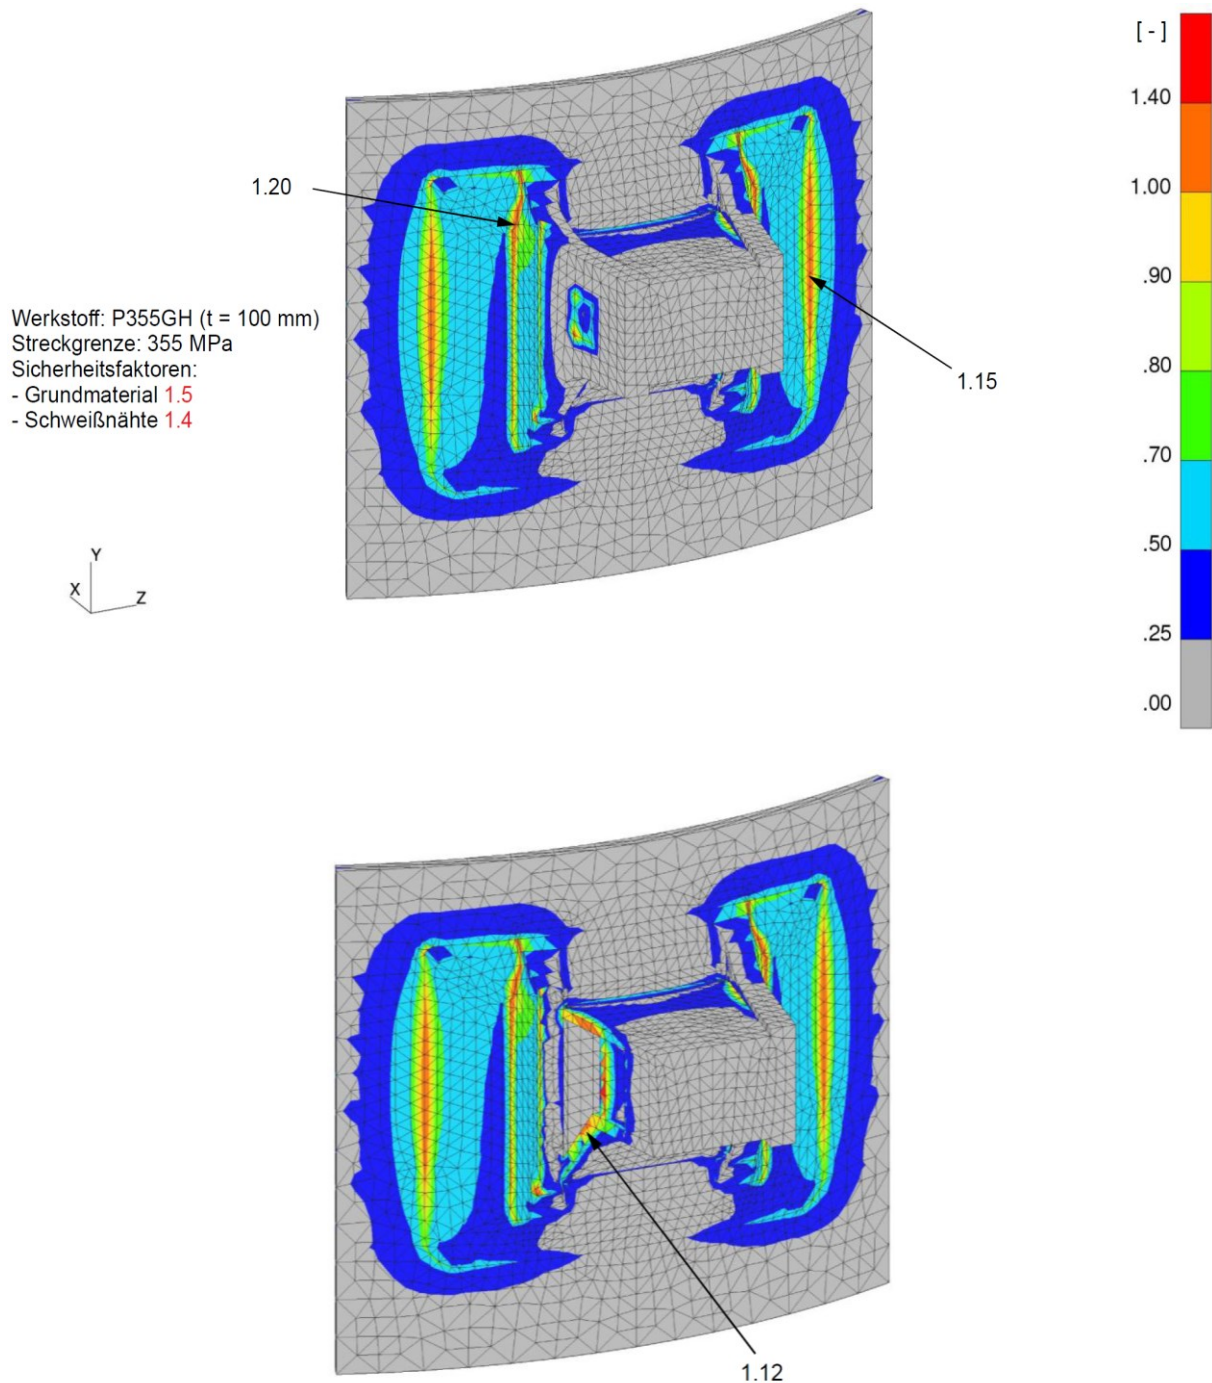 [ - ]
1.40
1.00
.90
.80
.70
.50
.25
.00
1.20
1.15
Werkstoff: P355GH (t = 100 mm)
Streckgrenze: 355 MPa
Sicherheitsfaktoren:
- Grundmaterial 1.5
- Schweißnähte 1.4
Y
X
Z
1.12